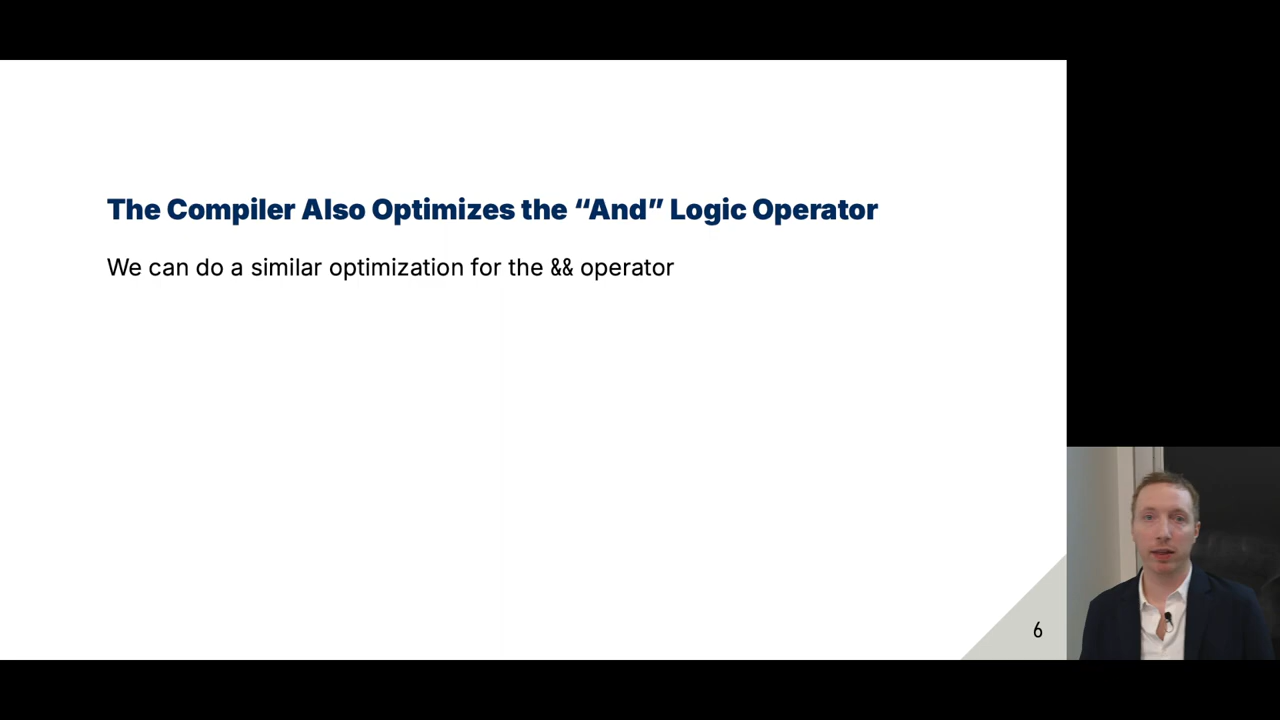 The Compiler Also Optimizes the “And” Logic Operator
We can do a similar optimization for the && operator
6